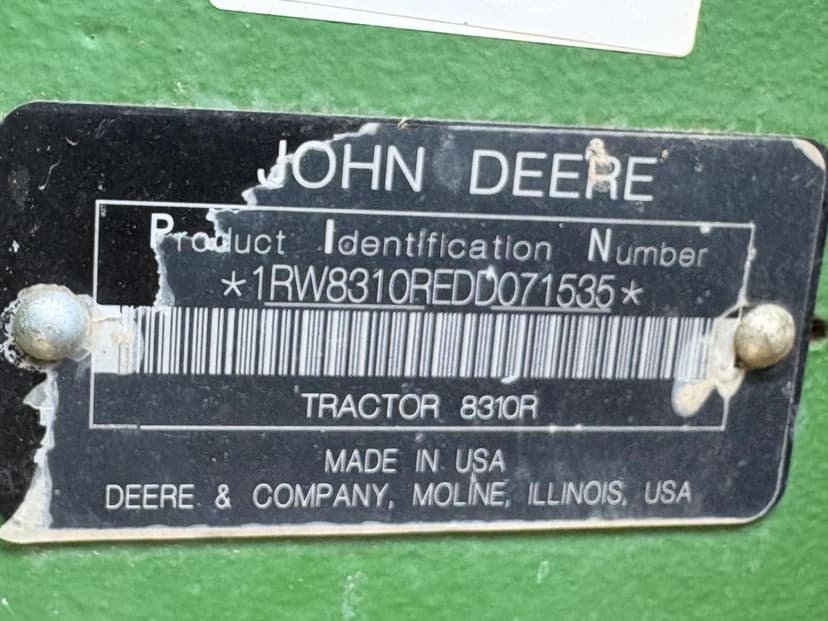 JOHN DEERE
Product Identification Number
*1RW8310REDD071535*
TRACTOR 8310R
MADE IN USA
DEERE & COMPANY, MOLINE, ILLINOIS, USA